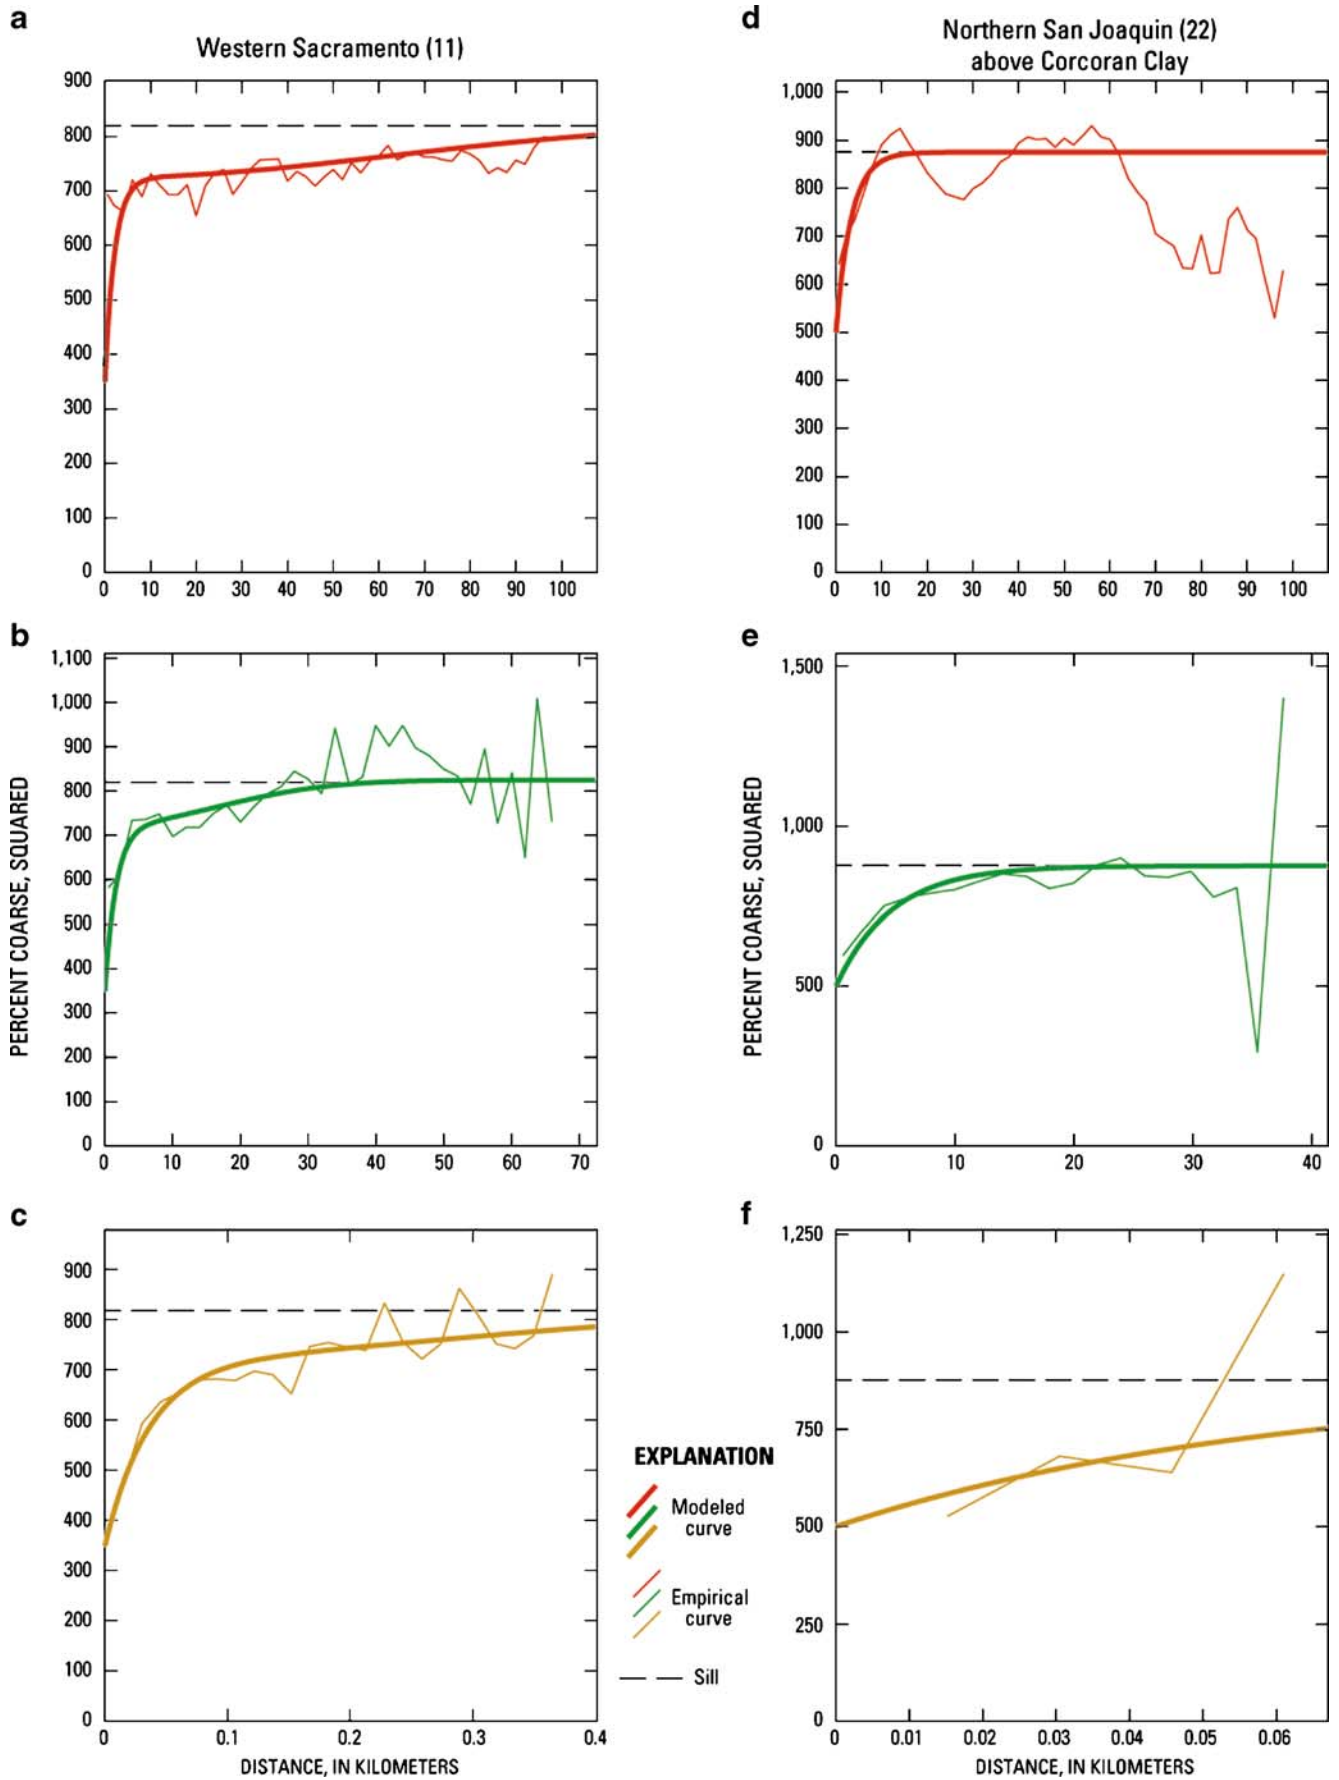 a
Western Sacramento (11)
900
800
700
600
500
400
300
200
100
0
0 10 20 30 40 50 60 70 80 90 100
b
PERCENT COARSE, SQUARED
1,100
1,000
900
800
700
600
500
400
300
200
100
0
0 10 20 30 40 50 60 70
c
900
800
700
600
500
400
300
200
100
0
0 0.1 0.2 0.3 0.4
DISTANCE, IN KILOMETERS
EXPLANATION
Modeled
curve
Empirical
curve
Sill
d
Northern San Joaquin (22)
above Corcoran Clay
1,000
900
800
700
600
500
400
300
200
100
0
0 10 20 30 40 50 60 70 80 90 100
e
PERCENT COARSE, SQUARED
1,500
1,000
500
0
0 10 20 30 40
f
1,250
1,000
750
500
250
0
0 0.01 0.02 0.03 0.04 0.05 0.06
DISTANCE, IN KILOMETERS